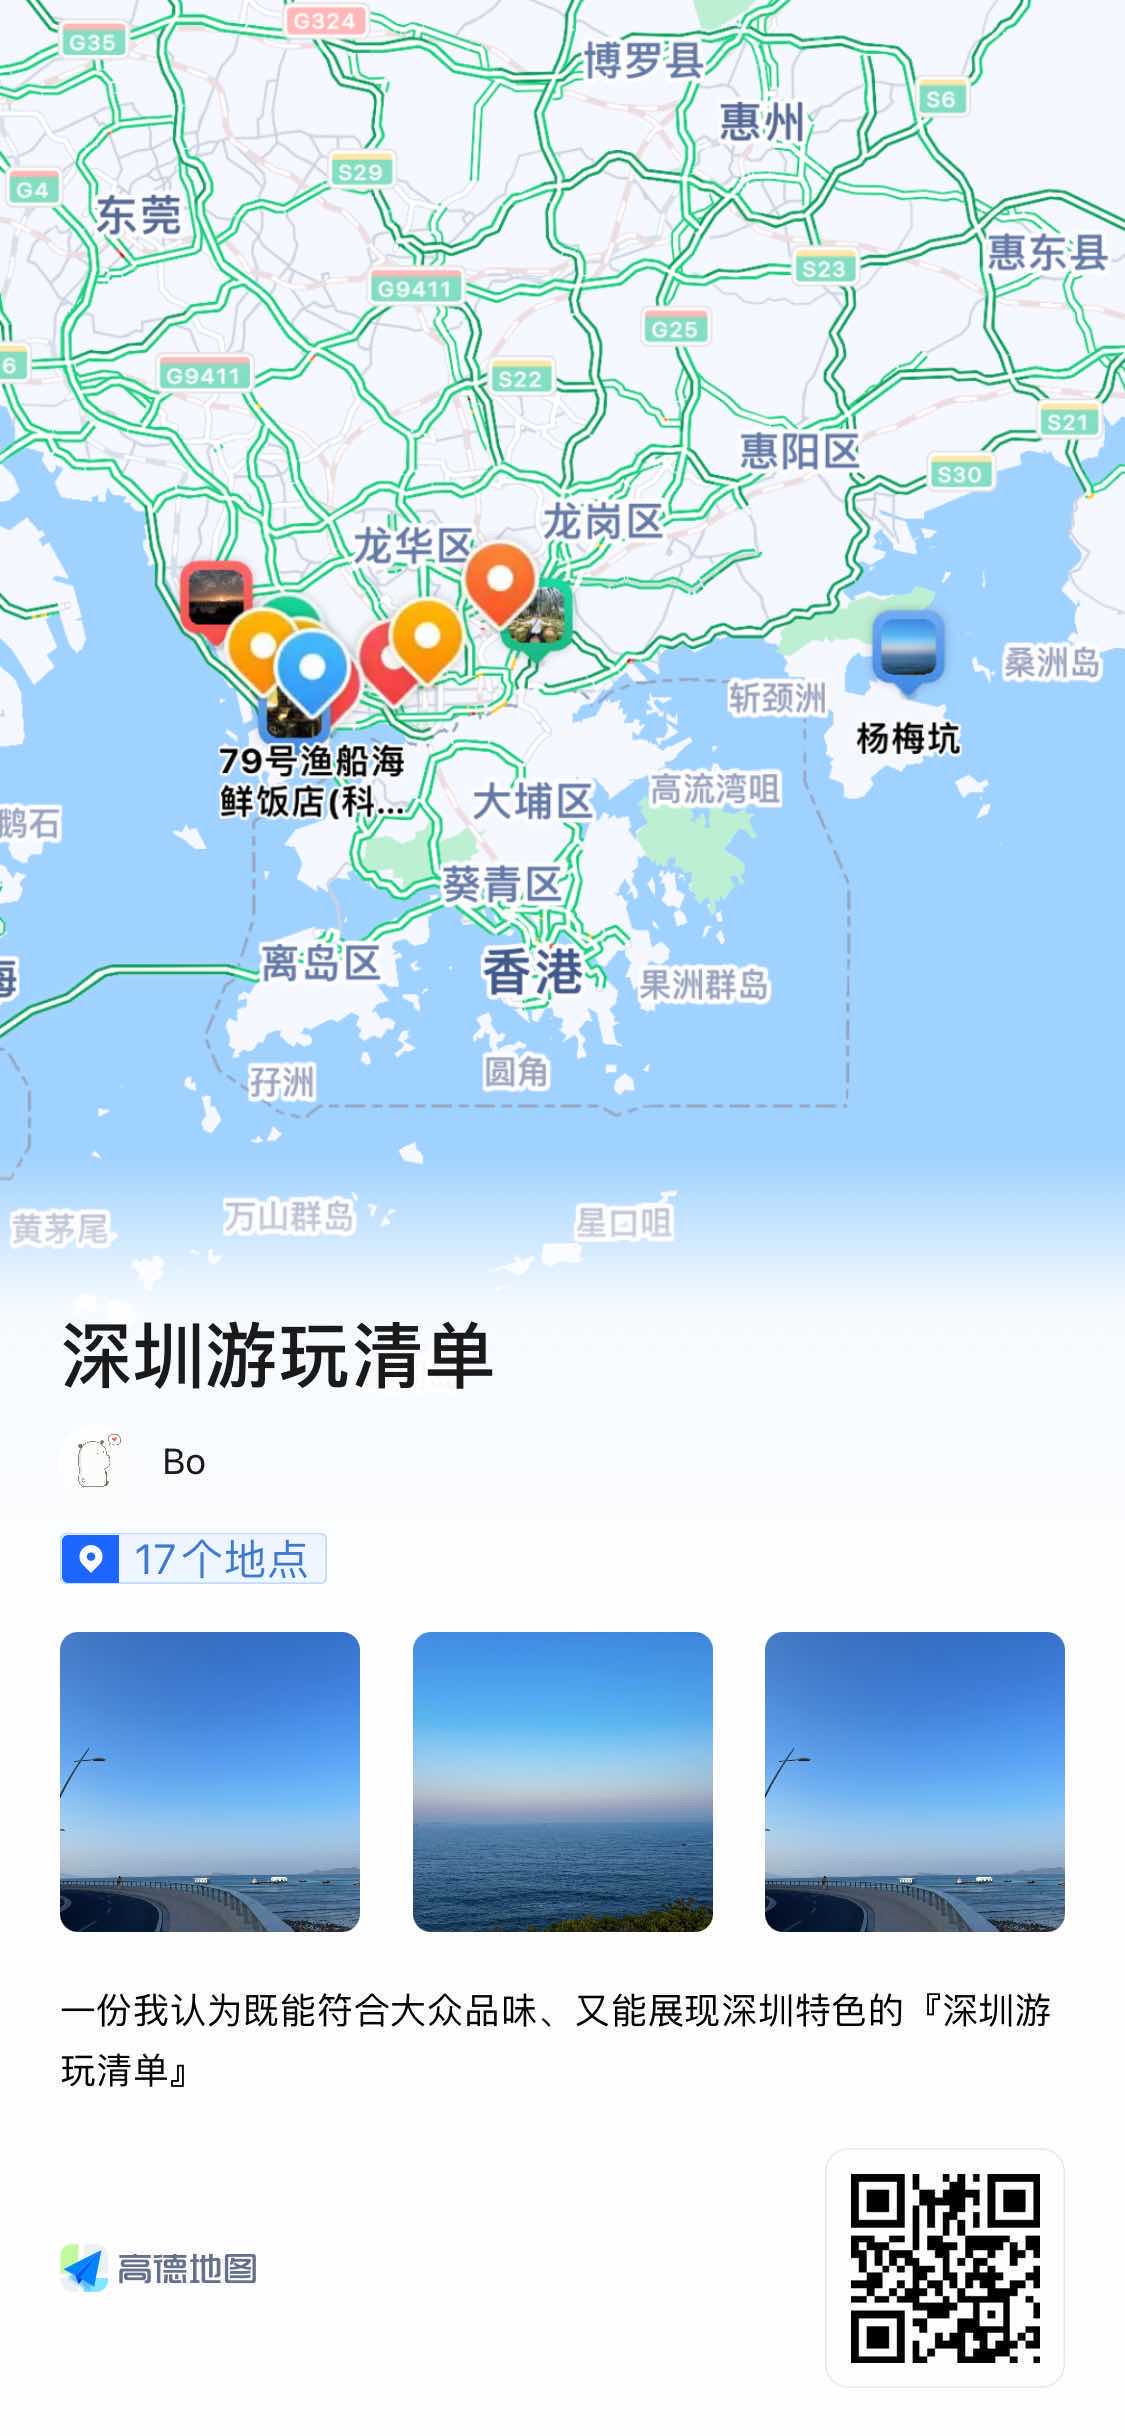 G324
G35
博罗县
惠州
S6
S29
G4
东莞
惠东县
S23
G9411
G25
6
G9411
S22
S21
惠阳区
S30
龙岗区
龙华区
桑洲岛
斩颈洲
杨梅坑
79号渔船海
鲜饭店(科...
高流湾咀
大埔区
鹅石
葵青区
离岛区
香港
海
果洲群岛
圆角
孖洲
万山群岛
星口咀
黄茅尾
深圳游玩清单
Bo
17个地点
一份我认为既能符合大众品味、又能展现深圳特色的『深圳游
玩清单』
高德地图